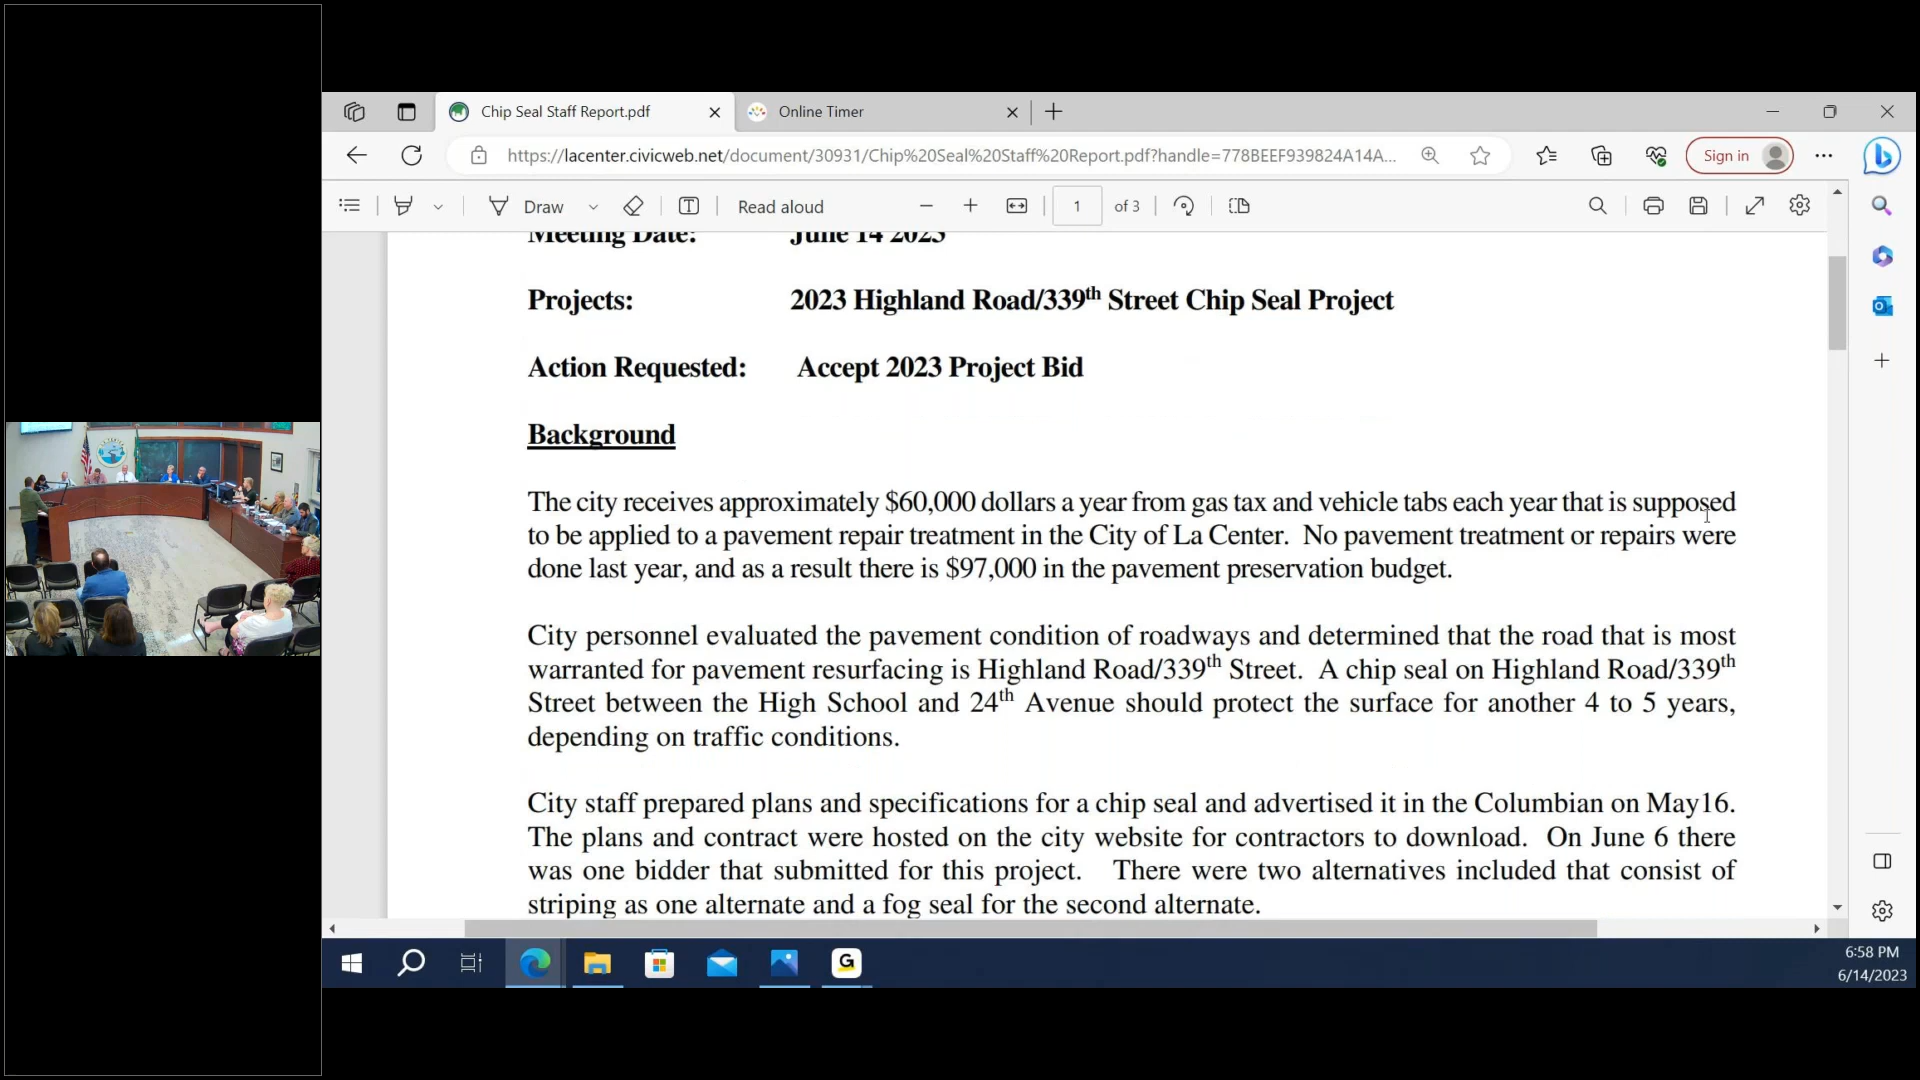 Chip Seal Staff Report.pdf
Online Timer
https://lacenter.civicweb.net/document/30931/Chip%20Seal%20Staff%20Report.pdf?handle=778BEEF939824A14A...
Sign in
Draw
Read aloud
1
of 3
Meeting Date: June 14 2023
Projects: 2023 Highland Road/339th Street Chip Seal Project
Action Requested: Accept 2023 Project Bid
Background
The city receives approximately $60,000 dollars a year from gas tax and vehicle tabs each year that is supposed
to be applied to a pavement repair treatment in the City of La Center. No pavement treatment or repairs were
done last year, and as a result there is $97,000 in the pavement preservation budget.
City personnel evaluated the pavement condition of roadways and determined that the road that is most
warranted for pavement resurfacing is Highland Road/339th Street. A chip seal on Highland Road/339th
Street between the High School and 24th Avenue should protect the surface for another 4 to 5 years,
depending on traffic conditions.
City staff prepared plans and specifications for a chip seal and advertised it in the Columbian on May16.
The plans and contract were hosted on the city website for contractors to download. On June 6 there
was one bidder that submitted for this project. There were two alternatives included that consist of
striping as one alternate and a fog seal for the second alternate.
6:58 PM
6/14/2023